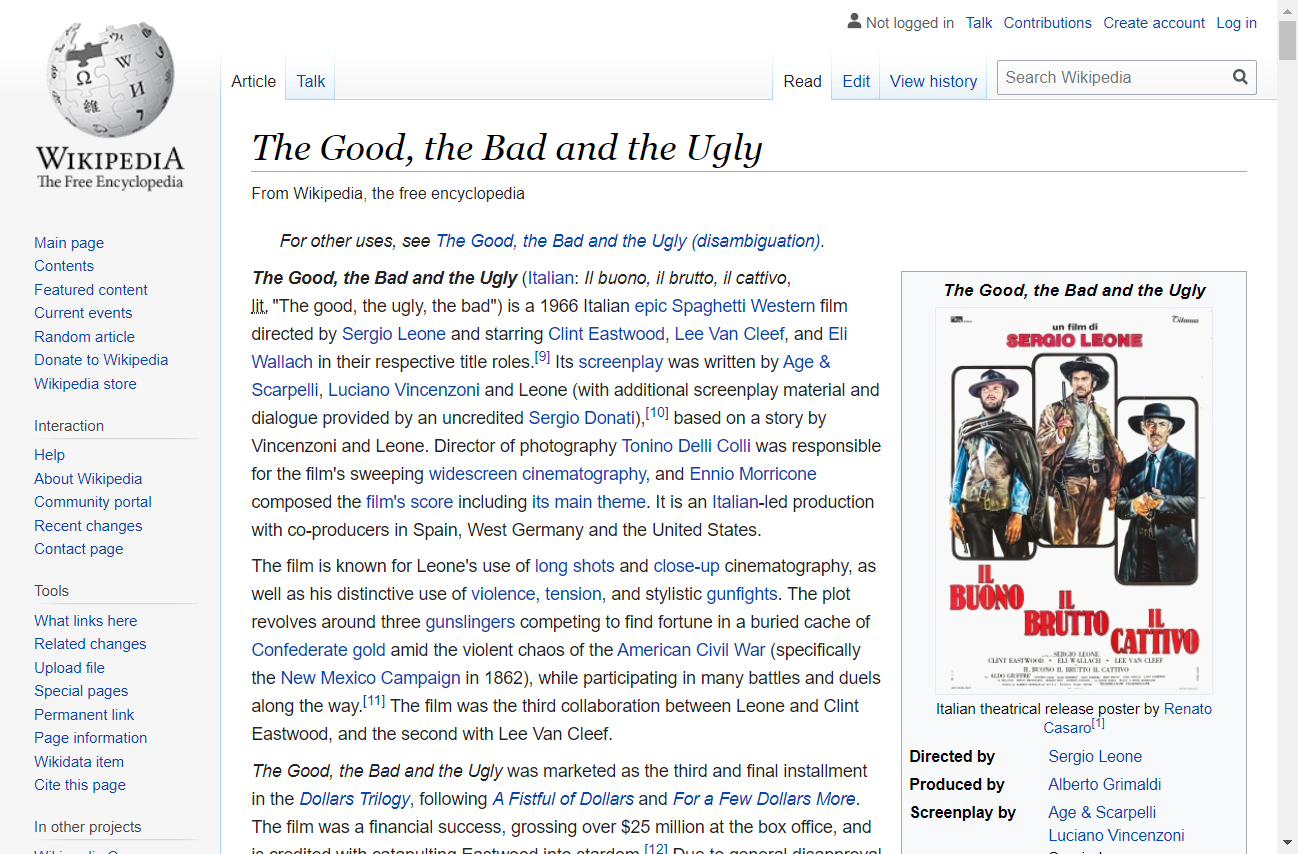 Not logged in Talk Contributions Create account Log in
Article Talk Read Edit View history Search Wikipedia
WIKIPEDIA
The Free Encyclopedia
Main page
Contents
Featured content
Current events
Random article
Donate to Wikipedia
Wikipedia store
Interaction
Help
About Wikipedia
Community portal
Recent changes
Contact page
Tools
What links here
Related changes
Upload file
Special pages
Permanent link
Page information
Wikidata item
Cite this page
In other projects
The Good, the Bad and the Ugly
From Wikipedia, the free encyclopedia
For other uses, see The Good, the Bad and the Ugly (disambiguation).
The Good, the Bad and the Ugly (Italian: Il buono, il brutto, il cattivo,
lit. "The good, the ugly, the bad") is a 1966 Italian epic Spaghetti Western film
directed by Sergio Leone and starring Clint Eastwood, Lee Van Cleef, and Eli
Wallach in their respective title roles.[9] Its screenplay was written by Age &
Scarpelli, Luciano Vincenzoni and Leone (with additional screenplay material and
dialogue provided by an uncredited Sergio Donati),[10] based on a story by
Vincenzoni and Leone. Director of photography Tonino Delli Colli was responsible
for the film's sweeping widescreen cinematography, and Ennio Morricone
composed the film's score including its main theme. It is an Italian-led production
with co-producers in Spain, West Germany and the United States.
The film is known for Leone's use of long shots and close-up cinematography, as
well as his distinctive use of violence, tension, and stylistic gunfights. The plot
revolves around three gunslingers competing to find fortune in a buried cache of
Confederate gold amid the violent chaos of the American Civil War (specifically
the New Mexico Campaign in 1862), while participating in many battles and duels
along the way.[11] The film was the third collaboration between Leone and Clint
Eastwood, and the second with Lee Van Cleef.
The Good, the Bad and the Ugly was marketed as the third and final installment
in the Dollars Trilogy, following A Fistful of Dollars and For a Few Dollars More.
The film was a financial success, grossing over $25 million at the box office, and
is credited with catapulting Eastwood into stardom.[12] Due to general disapproval
The Good, the Bad and the Ugly
un film di
SERGIO LEONE
IL
BUONO
IL
BRUTTO
IL
CATTIVO
SERGIO LEONE
CLINT EASTWOOD • ELI WALLACH • LEE VAN CLEEF
IL BUONO IL BRUTTO IL CATTIVO
ALDO GIUFFRE'
Italian theatrical release poster by Renato
Casaro[1]
Directed by Sergio Leone
Produced by Alberto Grimaldi
Screenplay by Age & Scarpelli
Luciano Vincenzoni